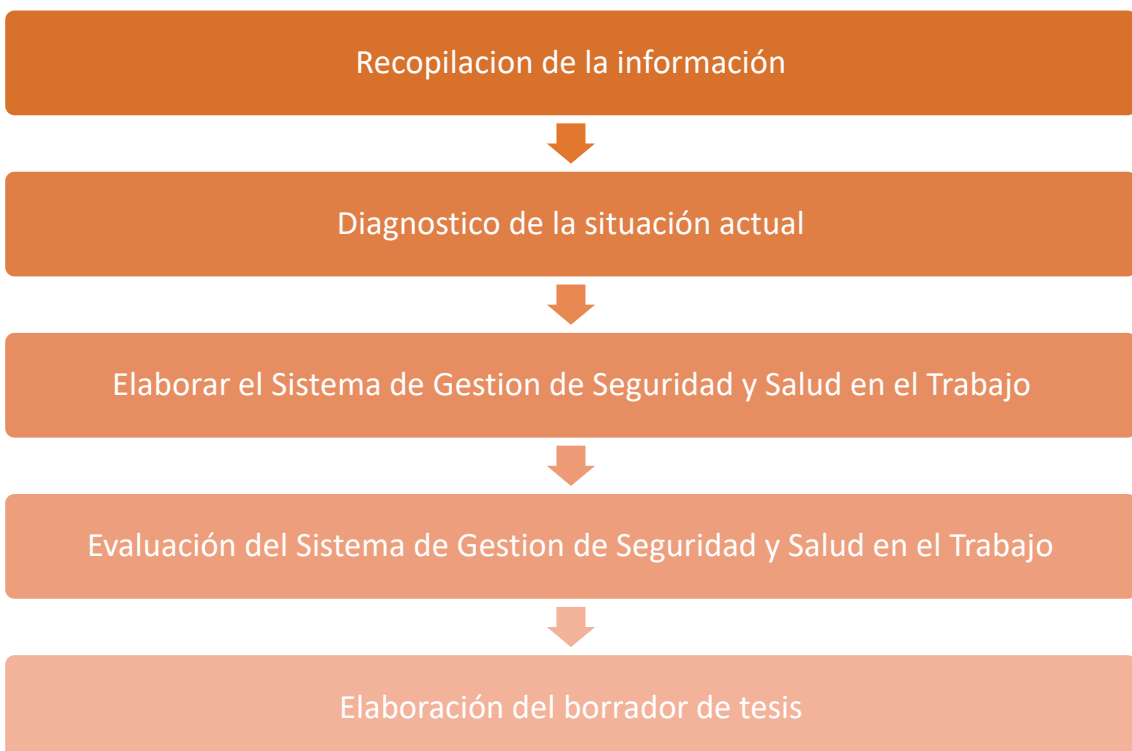 Recopilacion de la información
Diagnostico de la situación actual
Elaborar el Sistema de Gestion de Seguridad y Salud en el Trabajo
Evaluación del Sistema de Gestion de Seguridad y Salud en el Trabajo
Elaboración del borrador de tesis